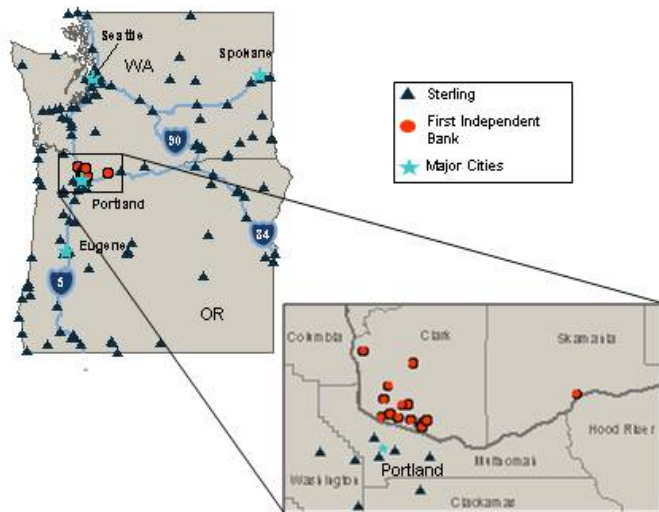 Seattle
WA
Spokane
90
Portland
84
Eugene
5
OR
Sterling
First Independent
Bank
Major Cities
Columbia
Clark
Skamania
Hood River
Multnomah
Portland
Washington
Clackamas